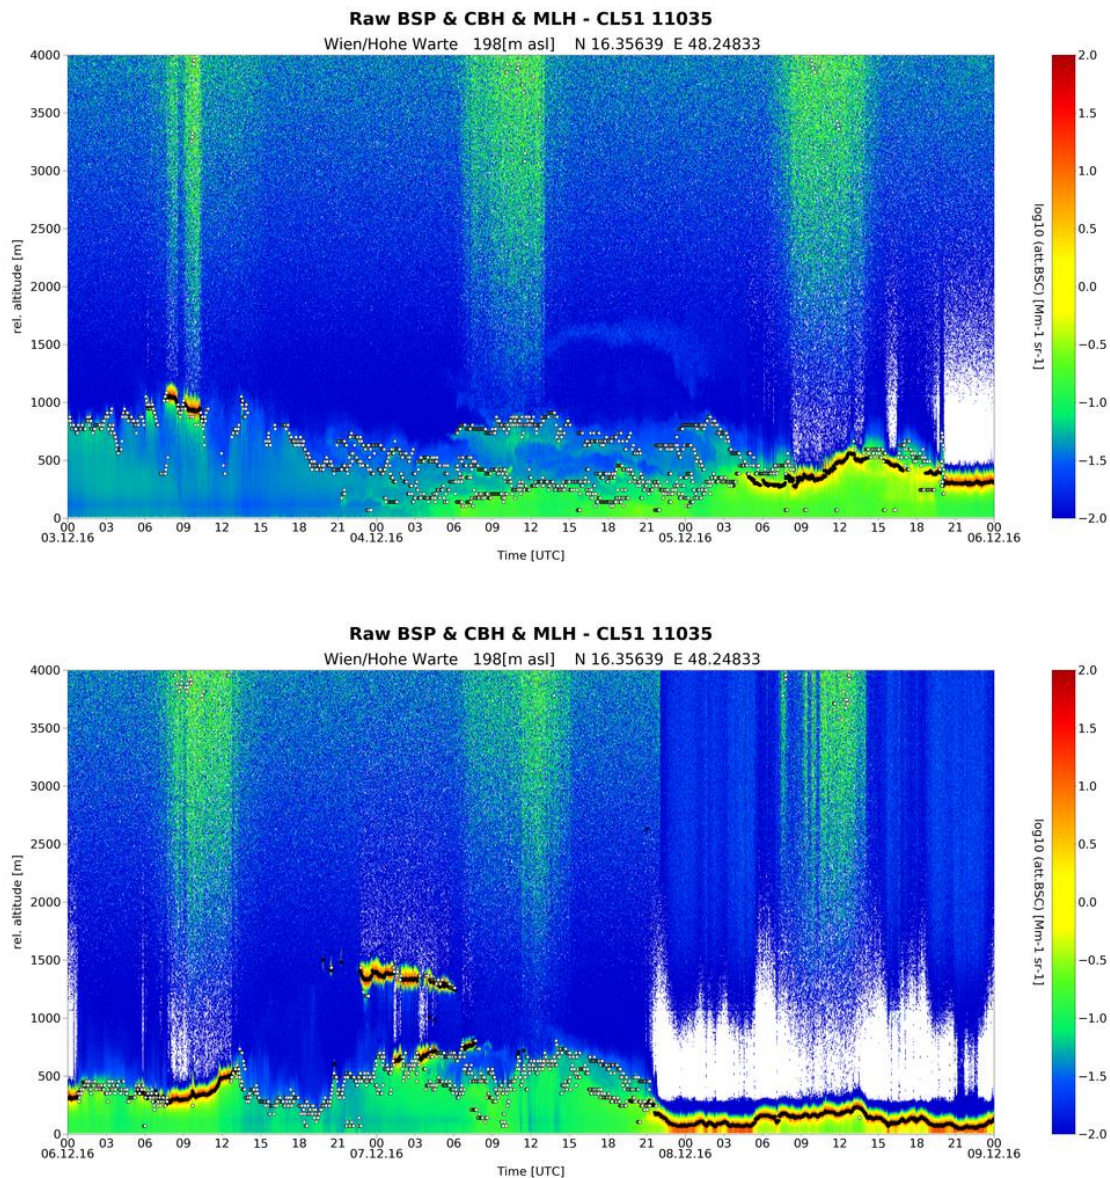 Raw BSP & CBH & MLH - CL51 11035
Wien/Hohe Warte 198[m asl] N 16.35639 E 48.24833
rel. altitude [m]
4000
3500
3000
2500
2000
1500
1000
500
0
00 03 06 09 12 15 18 21 00 03 06 09 12 15 18 21 00 03 06 09 12 15 18 21 00
03.12.16 04.12.16 05.12.16 06.12.16
Time [UTC]
2.0
1.5
1.0
0.5
0.0
−0.5
−1.0
−1.5
−2.0
log10 (att.BSC) [Mm-1 sr-1]
Raw BSP & CBH & MLH - CL51 11035
Wien/Hohe Warte 198[m asl] N 16.35639 E 48.24833
rel. altitude [m]
4000
3500
3000
2500
2000
1500
1000
500
0
00 03 06 09 12 15 18 21 00 03 06 09 12 15 18 21 00 03 06 09 12 15 18 21 00
06.12.16 07.12.16 08.12.16 09.12.16
Time [UTC]
2.0
1.5
1.0
0.5
0.0
−0.5
−1.0
−1.5
−2.0
log10 (att.BSC) [Mm-1 sr-1]